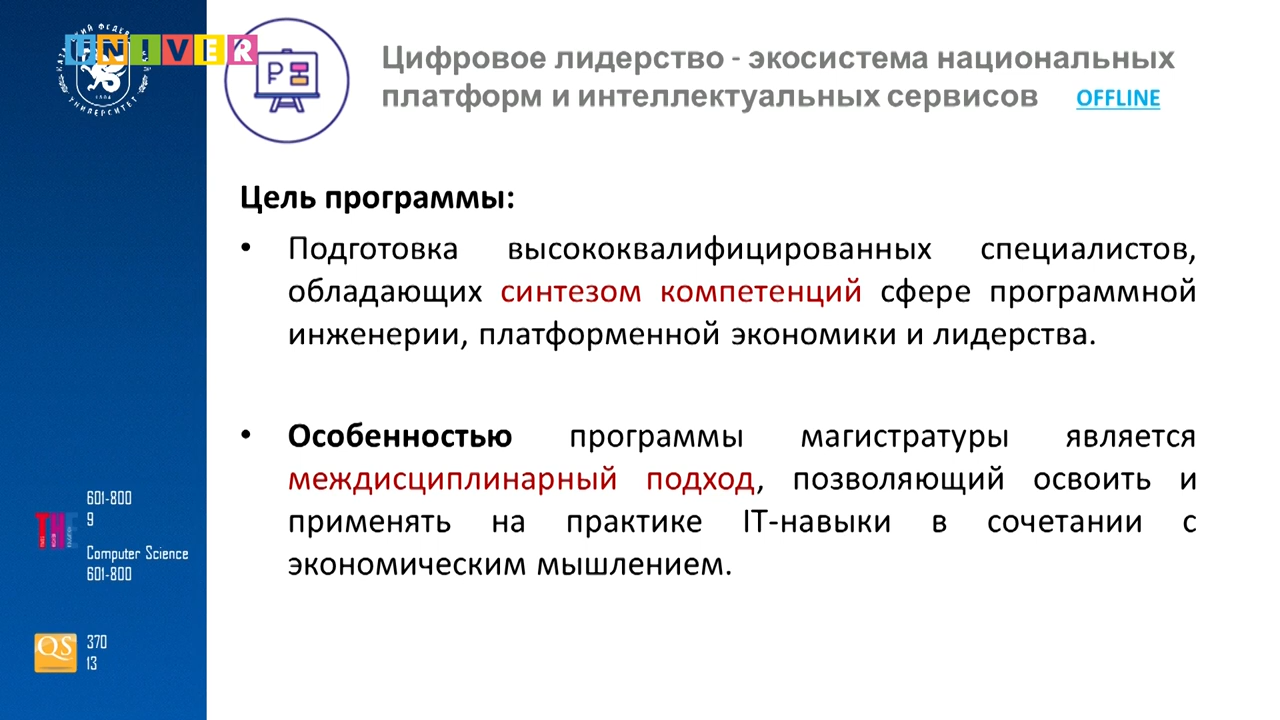 UNIVER
Цифровое лидерство - экосистема национальных
платформ и интеллектуальных сервисов OFFLINE
Цель программы:
• Подготовка высококвалифицированных специалистов,
обладающих синтезом компетенций сфере программной
инженерии, платформенной экономики и лидерства.
• Особенностью программы магистратуры является
междисциплинарный подход, позволяющий освоить и
применять на практике IT-навыки в сочетании с
экономическим мышлением.
601-800
9
THE
Computer Science
601-800
QS
370
13